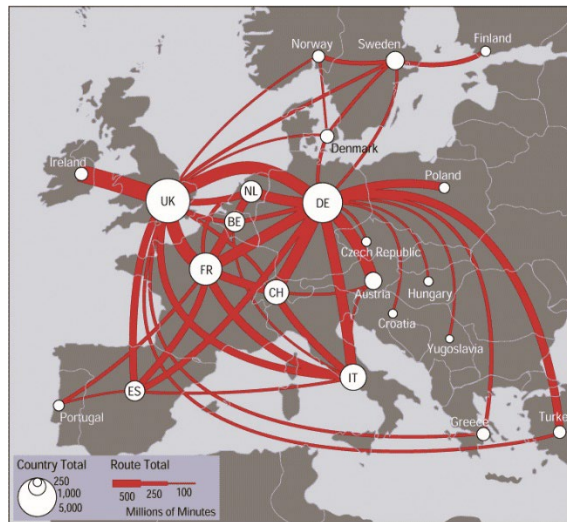 Norway
Sweden
Finland
Denmark
Ireland
UK
NL
DE
Poland
BE
Czech Republic
FR
CH
Austria
Hungary
Croatia
Yugoslavia
IT
ES
Portugal
Greece
Turke
Country Total
250
1,000
5,000
Route Total
500 250 100
Millions of Minutes